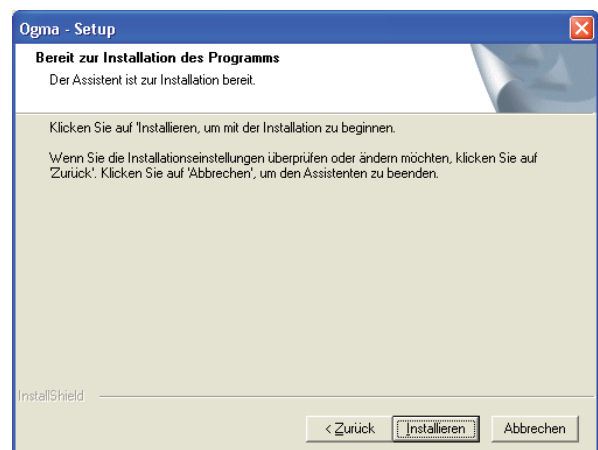 Ogma - Setup
Bereit zur Installation des Programms
Der Assistent ist zur Installation bereit.
Klicken Sie auf 'Installieren, um mit der Installation zu beginnen.
Wenn Sie die Installationseinstellungen überprüfen oder ändern möchten, klicken Sie auf
'Zurück'. Klicken Sie auf 'Abbrechen', um den Assistenten zu beenden.
InstallShield
< Zurück Installieren Abbrechen